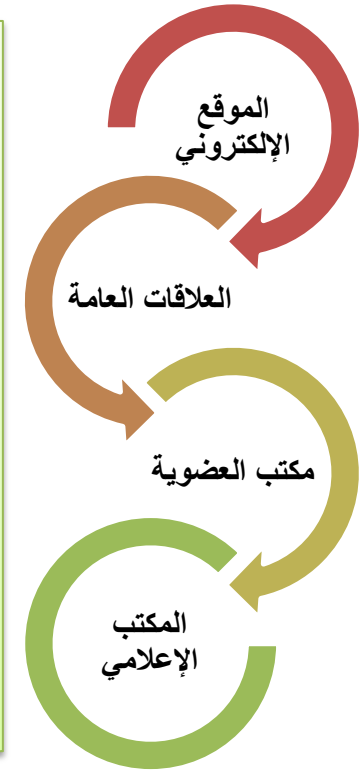 الموقع
الإلكتروني
العلاقات العامة
مكتب العضوية
المكتب
الإعلامي